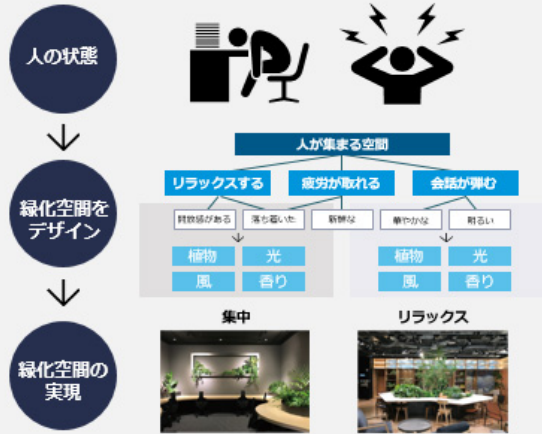 人の状態
緑化空間を
デザイン
人が集まる空間
リラックスする
疲労が取れる
会話が弾む
開放感がある
落ち着いた
新鮮な
華やかな
明るい
植物
光
風
香り
植物
光
風
香り
緑化空間の
実現
集中
リラックス